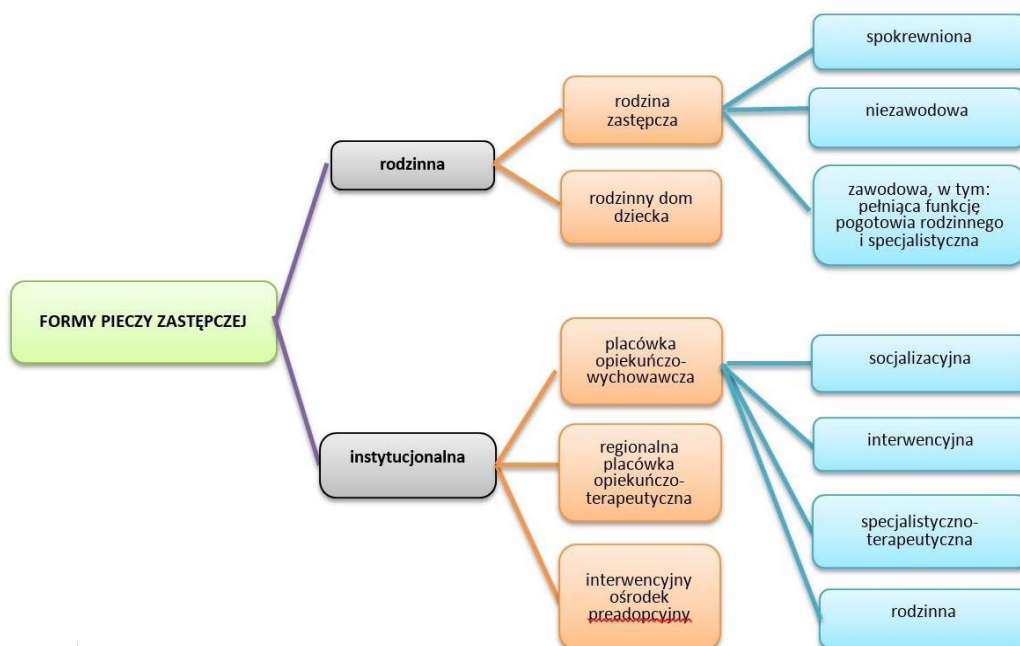 FORMY PIECZY ZASTĘPCZEJ
rodzinna
rodzina
zastępcza
spokrewniona
niezawodowa
zawodowa, w tym:
pełniąca funkcję
pogotowia rodzinnego
i specjalistyczna
rodzinny dom
dziecka
instytucjonalna
placówka
opiekuńczo-
wychowawcza
socjalizacyjna
interwencyjna
specjalistyczno-
terapeutyczna
rodzinna
regionalna
placówka
opiekuńczo-
terapeutyczna
interwencyjny
ośrodek
preadopcyjny